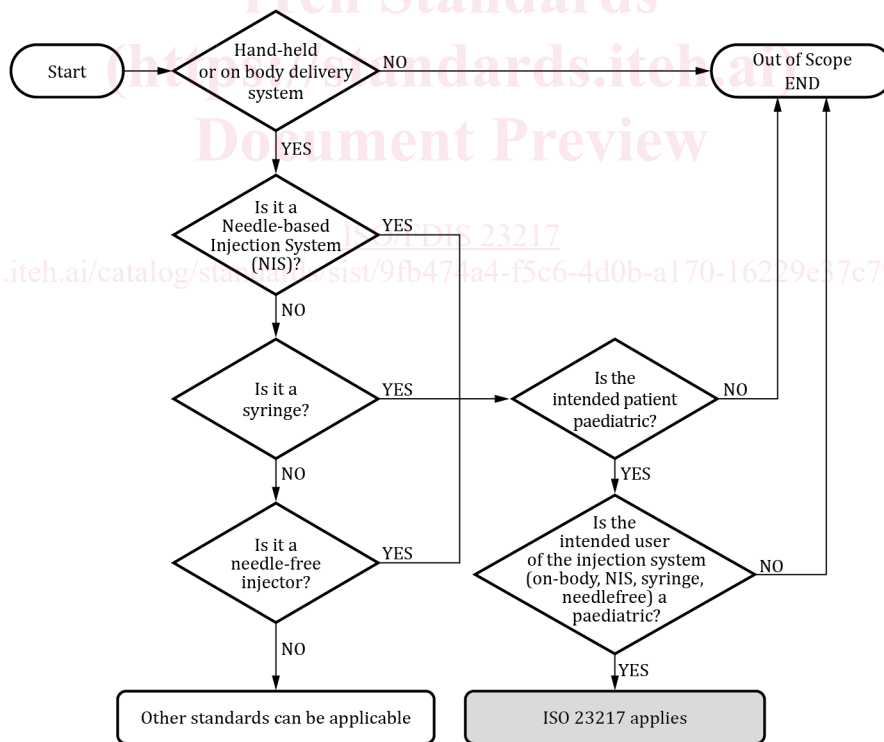 iTeh Standards
(https://standards.iteh.ai)
Document Preview
ISO/FDIS 23217
.iteh.ai/catalog/standards/sist/9fb474a4-f5c6-4d0b-a170-16229e37c7
Start
Hand-held
or on body delivery
system
NO
Out of Scope
END
YES
Is it a
Needle-based
Injection System
(NIS)?
YES
NO
Is it a
syringe?
YES
Is the
intended patient
paediatric?
NO
NO
YES
Is it a
needle-free
injector?
YES
Is the
intended user
of the injection system
(on-body, NIS, syringe,
needlefree) a
paediatric?
NO
NO
YES
Other standards can be applicable
ISO 23217 applies